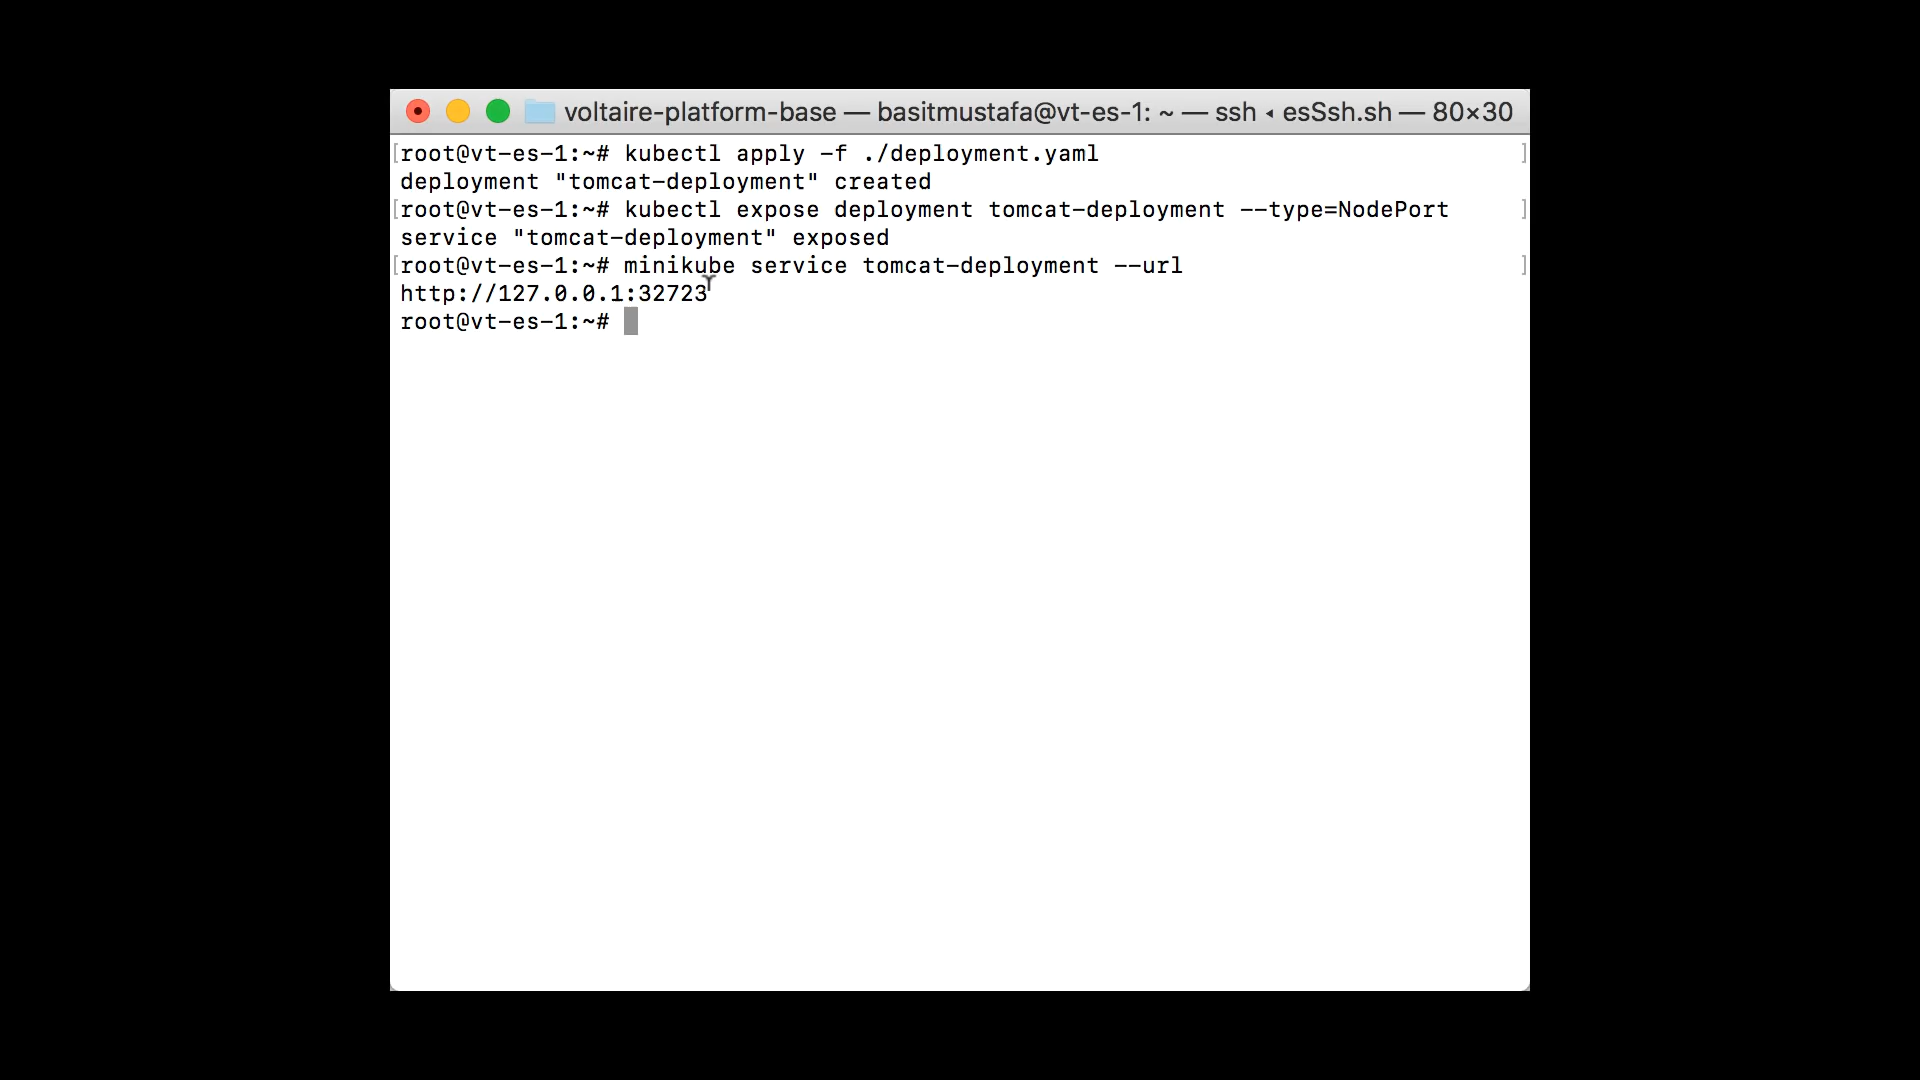 voltaire-platform-base — basitmustafa@vt-es-1: ~ — ssh ◂ esSsh.sh — 80×30
[root@vt-es-1:~# kubectl apply -f ./deployment.yaml ]
deployment "tomcat-deployment" created
[root@vt-es-1:~# kubectl expose deployment tomcat-deployment --type=NodePort ]
service "tomcat-deployment" exposed
[root@vt-es-1:~# minikube service tomcat-deployment --url ]
http://127.0.0.1:32723
root@vt-es-1:~#